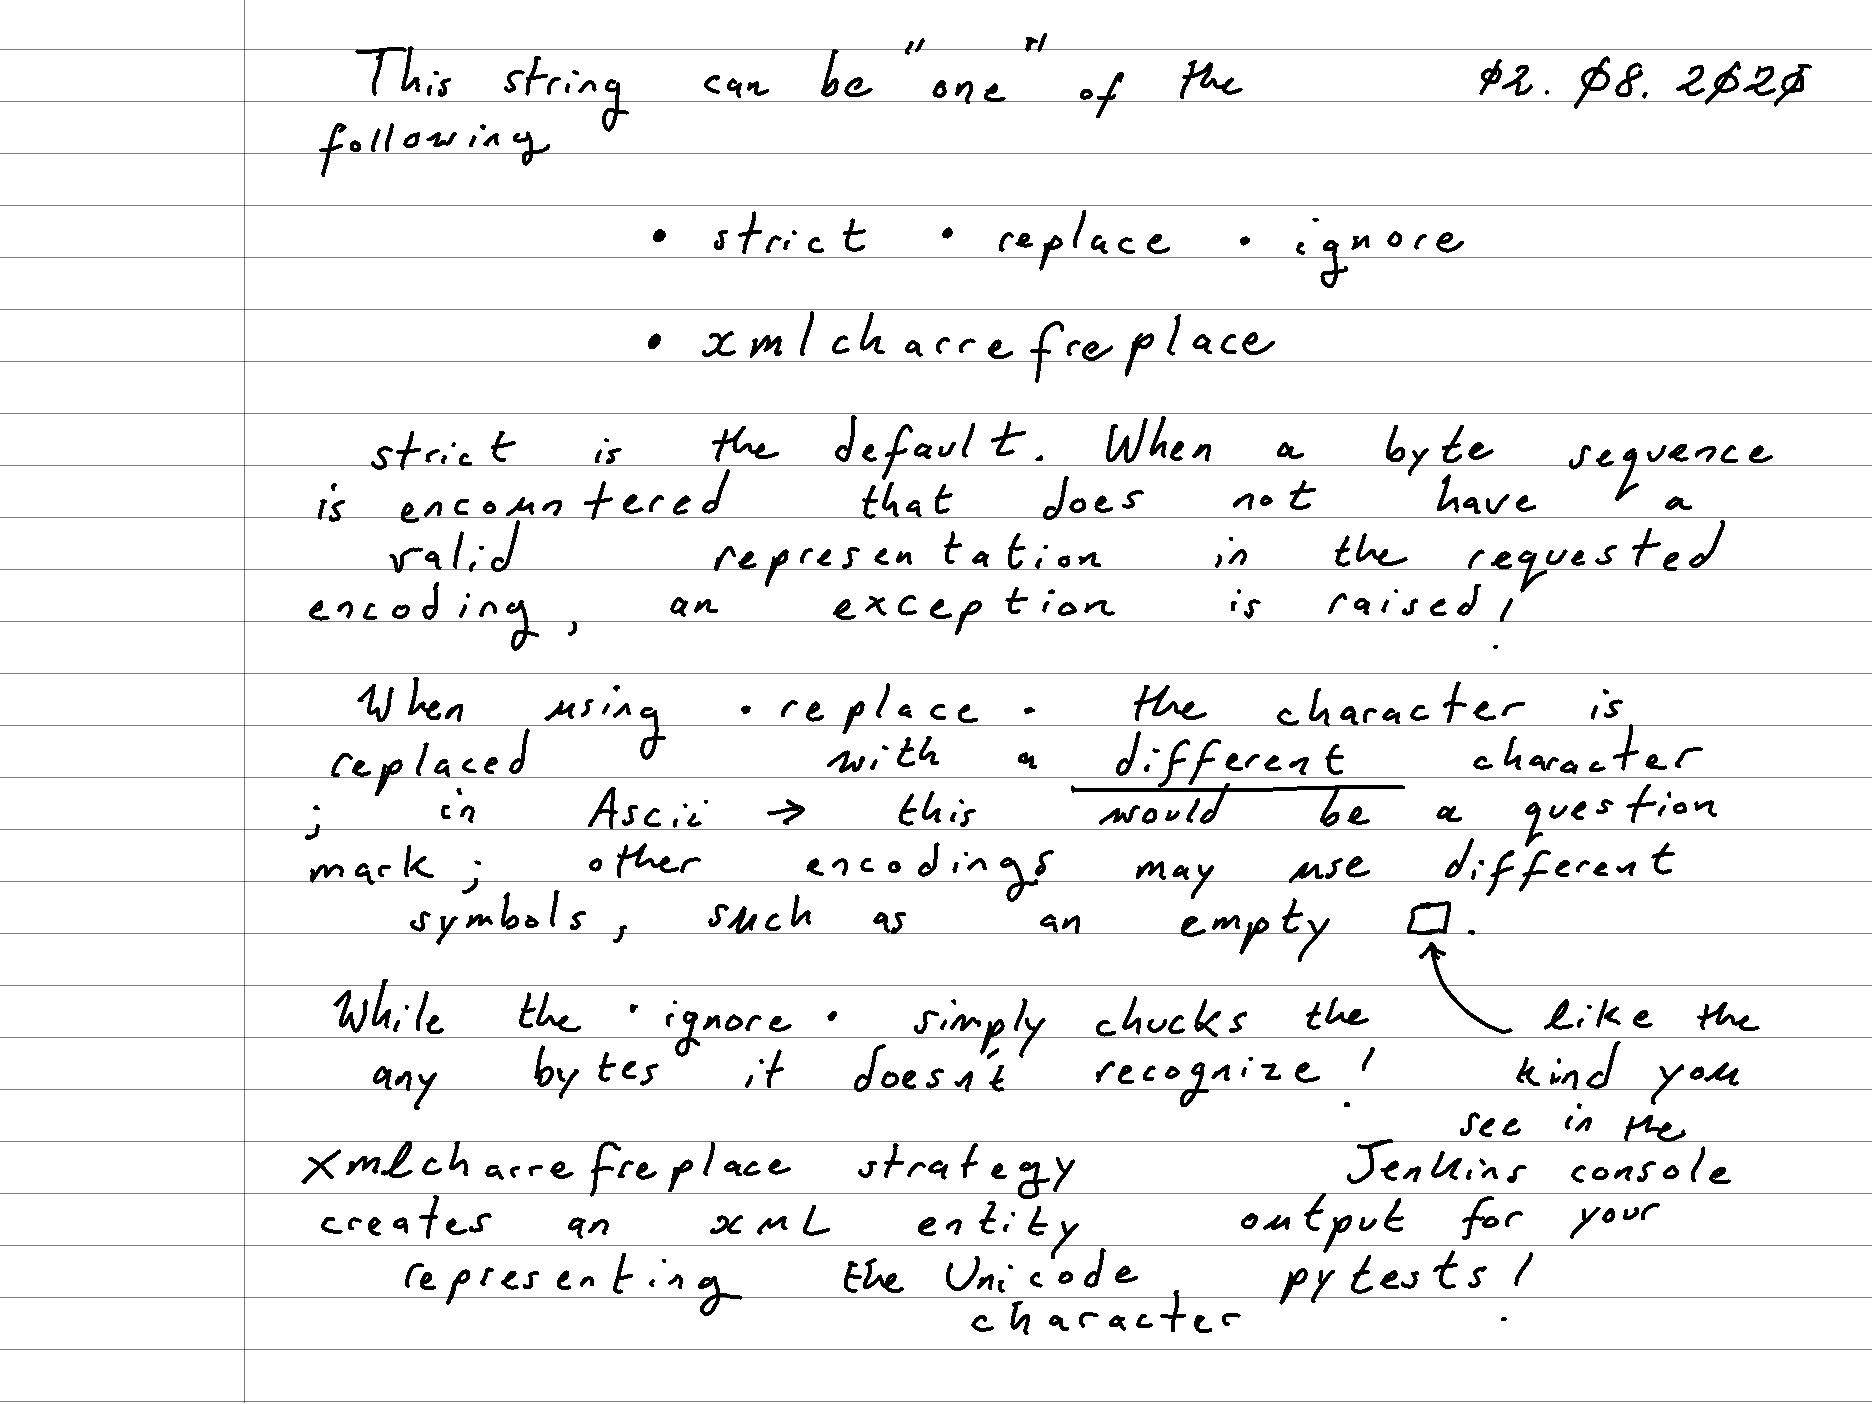 This string can be "one" of the 02.08.2020
following
• strict • replace • ignore
• xmlcharrefreplace
strict is the default. When a byte sequence
is encountered that does not have a
valid representation in the requested
encoding, an exception is raised!
When using • replace • the character is
replaced with a different character
; in Ascii → this would be a question
mark; other encodings may use different
symbols, such as an empty □.
While the • ignore • simply chucks the
any bytes it doesn't recognize!
like the
kind you
see in the
Jenkins console
output for your
pytests!
xmlcharrefreplace strategy
creates an xmL entity
representing the Unicode
character